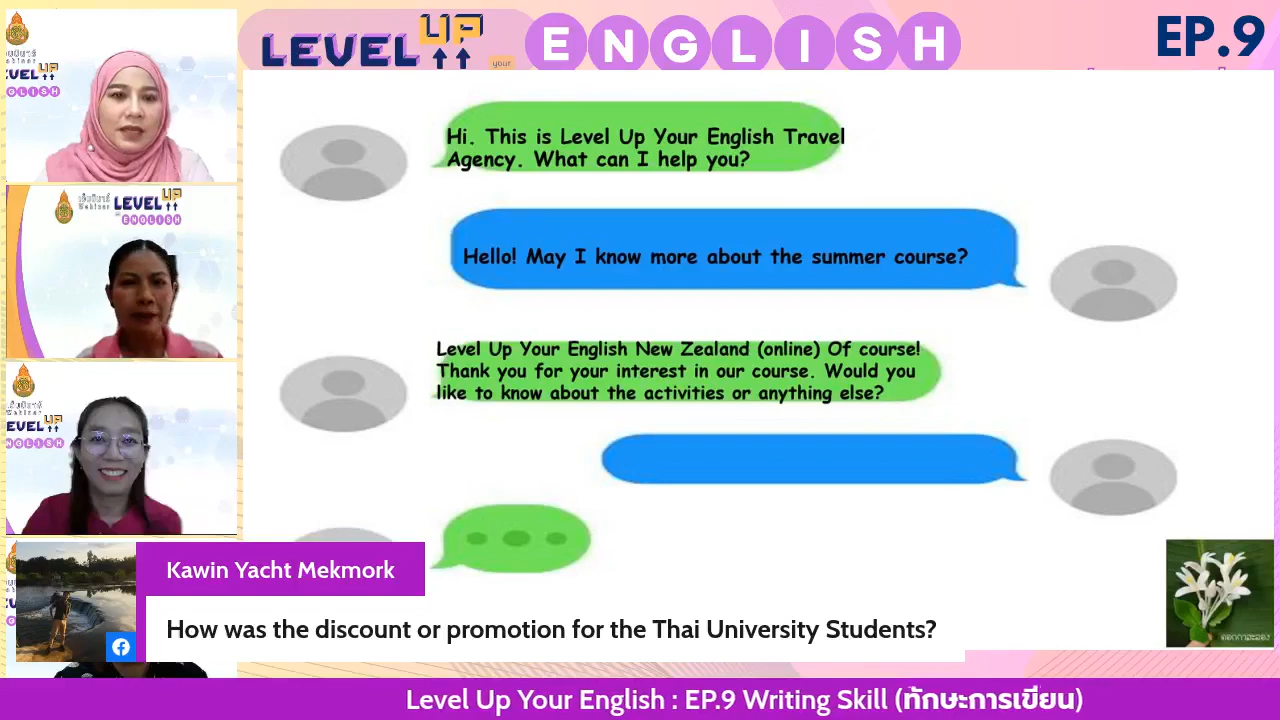 LEVEL UP your ENGLISH
EP.9
Hi. This is Level Up Your English Travel
Agency. What can I help you?
Hello! May I know more about the summer course?
Level Up Your English New Zealand (online) Of course!
Thank you for your interest in our course. Would you
like to know about the activities or anything else?
LEVEL UP
ENGLISH
Kawin Yacht Mekmork
How was the discount or promotion for the Thai University Students?
Level Up Your English : EP.9 Writing Skill (ทักษะการเขียน)